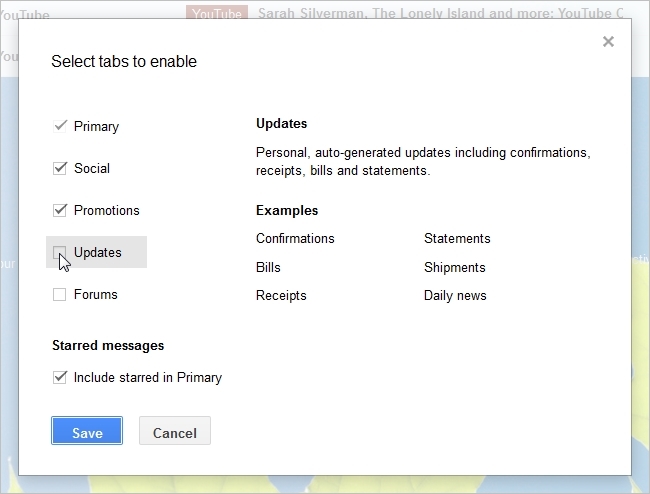 YouTube
YouTube Sarah Silverman, The Lonely Island and more: YouTube C
Select tabs to enable
Primary
Social
Promotions
Updates
Forums
Updates
Personal, auto-generated updates including confirmations,
receipts, bills and statements.
Examples
Confirmations Statements
Bills Shipments
Receipts Daily news
Starred messages
Include starred in Primary
Save Cancel